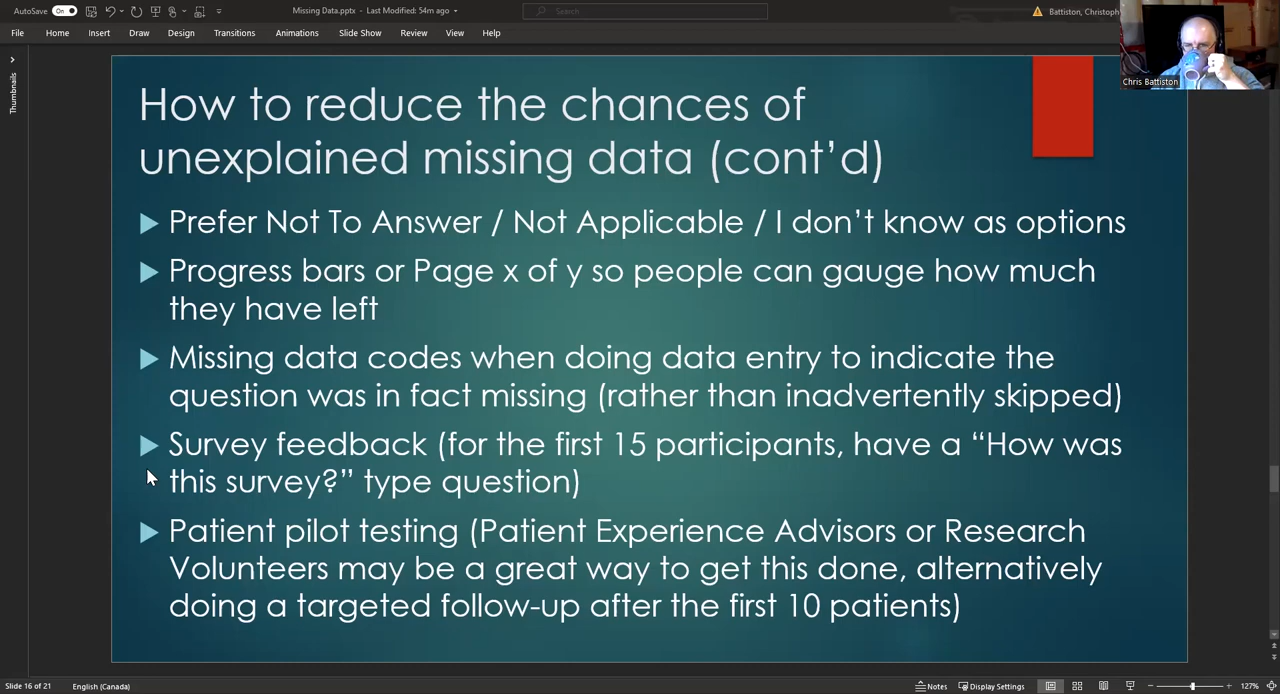 AutoSave On Missing Data.pptx - Last Modified: 54m ago Search Battiston, Christoph
File Home Insert Draw Design Transitions Animations Slide Show Review View Help
Chris Battiston
Thumbnails
How to reduce the chances of
unexplained missing data (cont’d)
Prefer Not To Answer / Not Applicable / I don’t know as options
Progress bars or Page x of y so people can gauge how much
they have left
Missing data codes when doing data entry to indicate the
question was in fact missing (rather than inadvertently skipped)
Survey feedback (for the first 15 participants, have a “How was
this survey?” type question)
Patient pilot testing (Patient Experience Advisors or Research
Volunteers may be a great way to get this done, alternatively
doing a targeted follow-up after the first 10 patients)
Slide 16 of 21 English (Canada) Notes Display Settings 127%